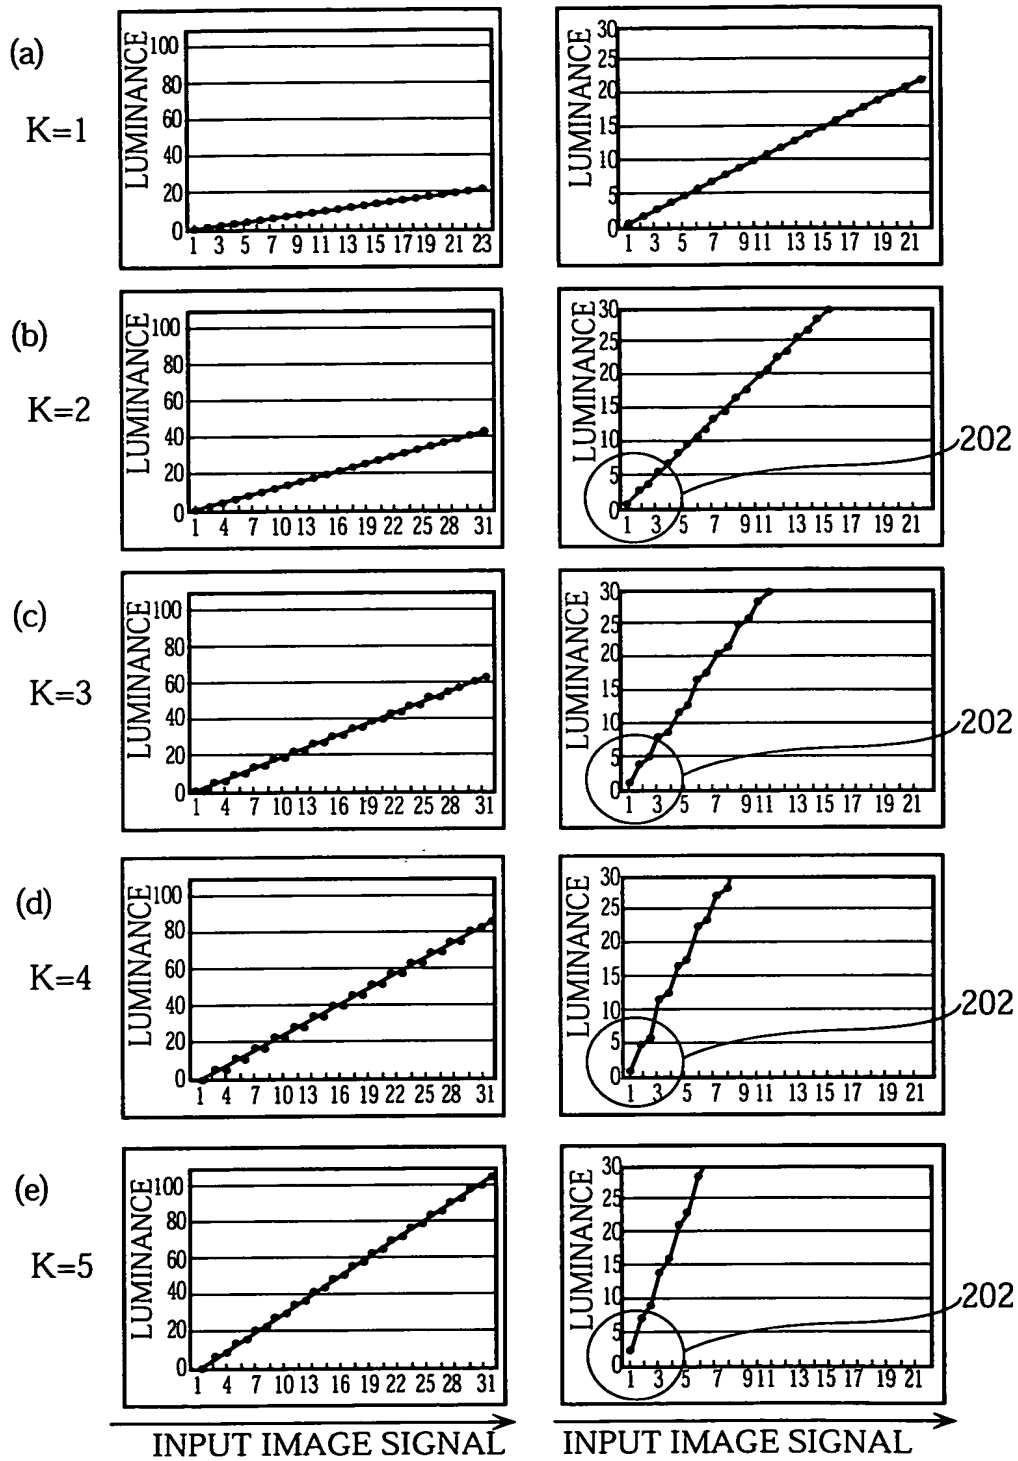 (a)
K=1
LUMINANCE
100
80
60
40
20
0
1 3 5 7 9 11 13 15 17 19 21 23
LUMINANCE
30
25
20
15
10
5
0
1 3 5 7 9 11 13 15 17 19 21
(b)
K=2
LUMINANCE
100
80
60
40
20
0
1 4 7 10 13 16 19 22 25 28 31
LUMINANCE
30
25
20
15
10
5
0
1 3 5 7 9 11 13 15 17 19 21
202
(c)
K=3
LUMINANCE
100
80
60
40
20
0
1 4 7 10 13 16 19 22 25 28 31
LUMINANCE
30
25
20
15
10
5
0
1 3 5 7 9 11 13 15 17 19 21
202
(d)
K=4
LUMINANCE
100
80
60
40
20
0
1 4 7 10 13 16 19 22 25 28 31
LUMINANCE
30
25
20
15
10
5
0
1 3 5 7 9 11 13 15 17 19 21
202
(e)
K=5
LUMINANCE
100
80
60
40
20
0
1 4 7 10 13 16 19 22 25 28 31
LUMINANCE
30
25
20
15
10
5
0
1 3 5 7 9 11 13 15 17 19 21
202
INPUT IMAGE SIGNAL
INPUT IMAGE SIGNAL